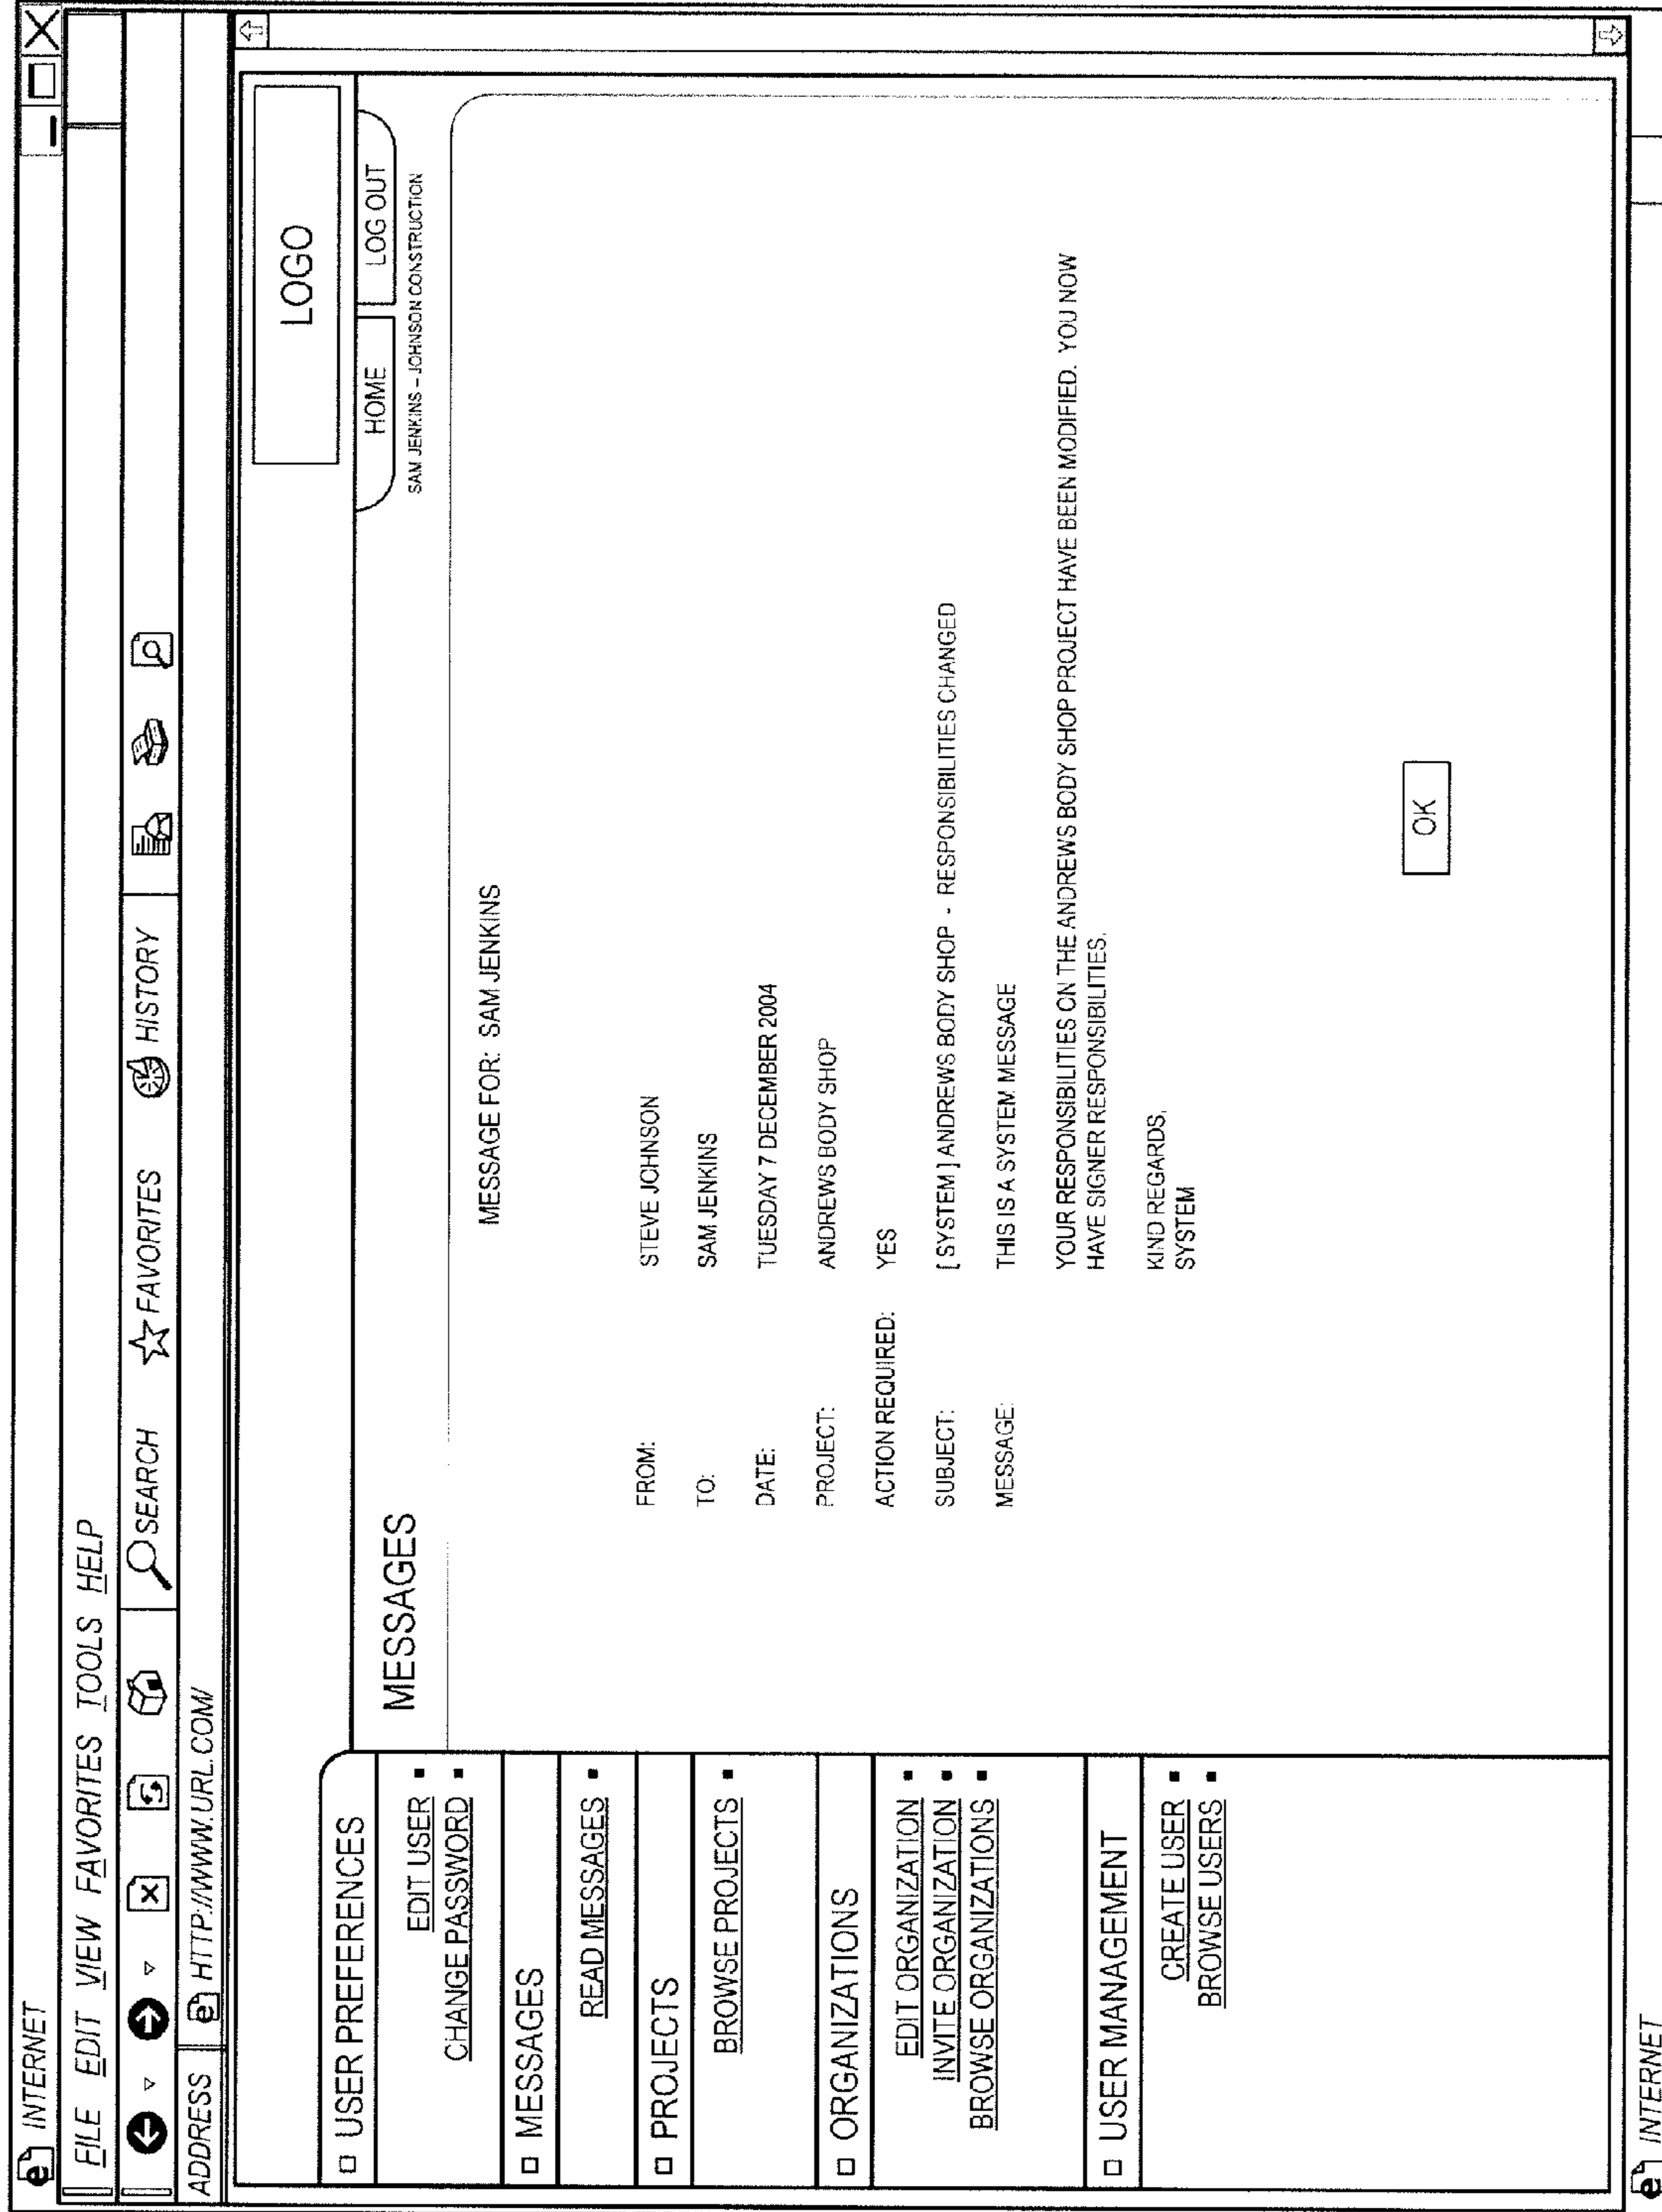 INTERNET
FILE EDIT VIEW FAVORITES TOOLS HELP
SEARCH FAVORITES HISTORY
ADDRESS HTTP://WWW.URL.COM/
LOGO
HOME LOG OUT
SAM JENKINS – JOHNSON CONSTRUCTION
USER PREFERENCES
EDIT USER
CHANGE PASSWORD
MESSAGES
READ MESSAGES
PROJECTS
BROWSE PROJECTS
ORGANIZATIONS
EDIT ORGANIZATION
INVITE ORGANIZATION
BROWSE ORGANIZATIONS
USER MANAGEMENT
CREATE USER
BROWSE USERS
MESSAGES
MESSAGE FOR: SAM JENKINS
FROM: STEVE JOHNSON
TO: SAM JENKINS
DATE: TUESDAY 7 DECEMBER 2004
PROJECT: ANDREWS BODY SHOP
ACTION REQUIRED: YES
SUBJECT: [ SYSTEM ] ANDREWS BODY SHOP - RESPONSIBILITIES CHANGED
MESSAGE: THIS IS A SYSTEM MESSAGE
YOUR RESPONSIBILITIES ON THE ANDREWS BODY SHOP PROJECT HAVE BEEN MODIFIED. YOU NOW
HAVE SIGNER RESPONSIBILITIES.
KIND REGARDS,
SYSTEM
OK
INTERNET